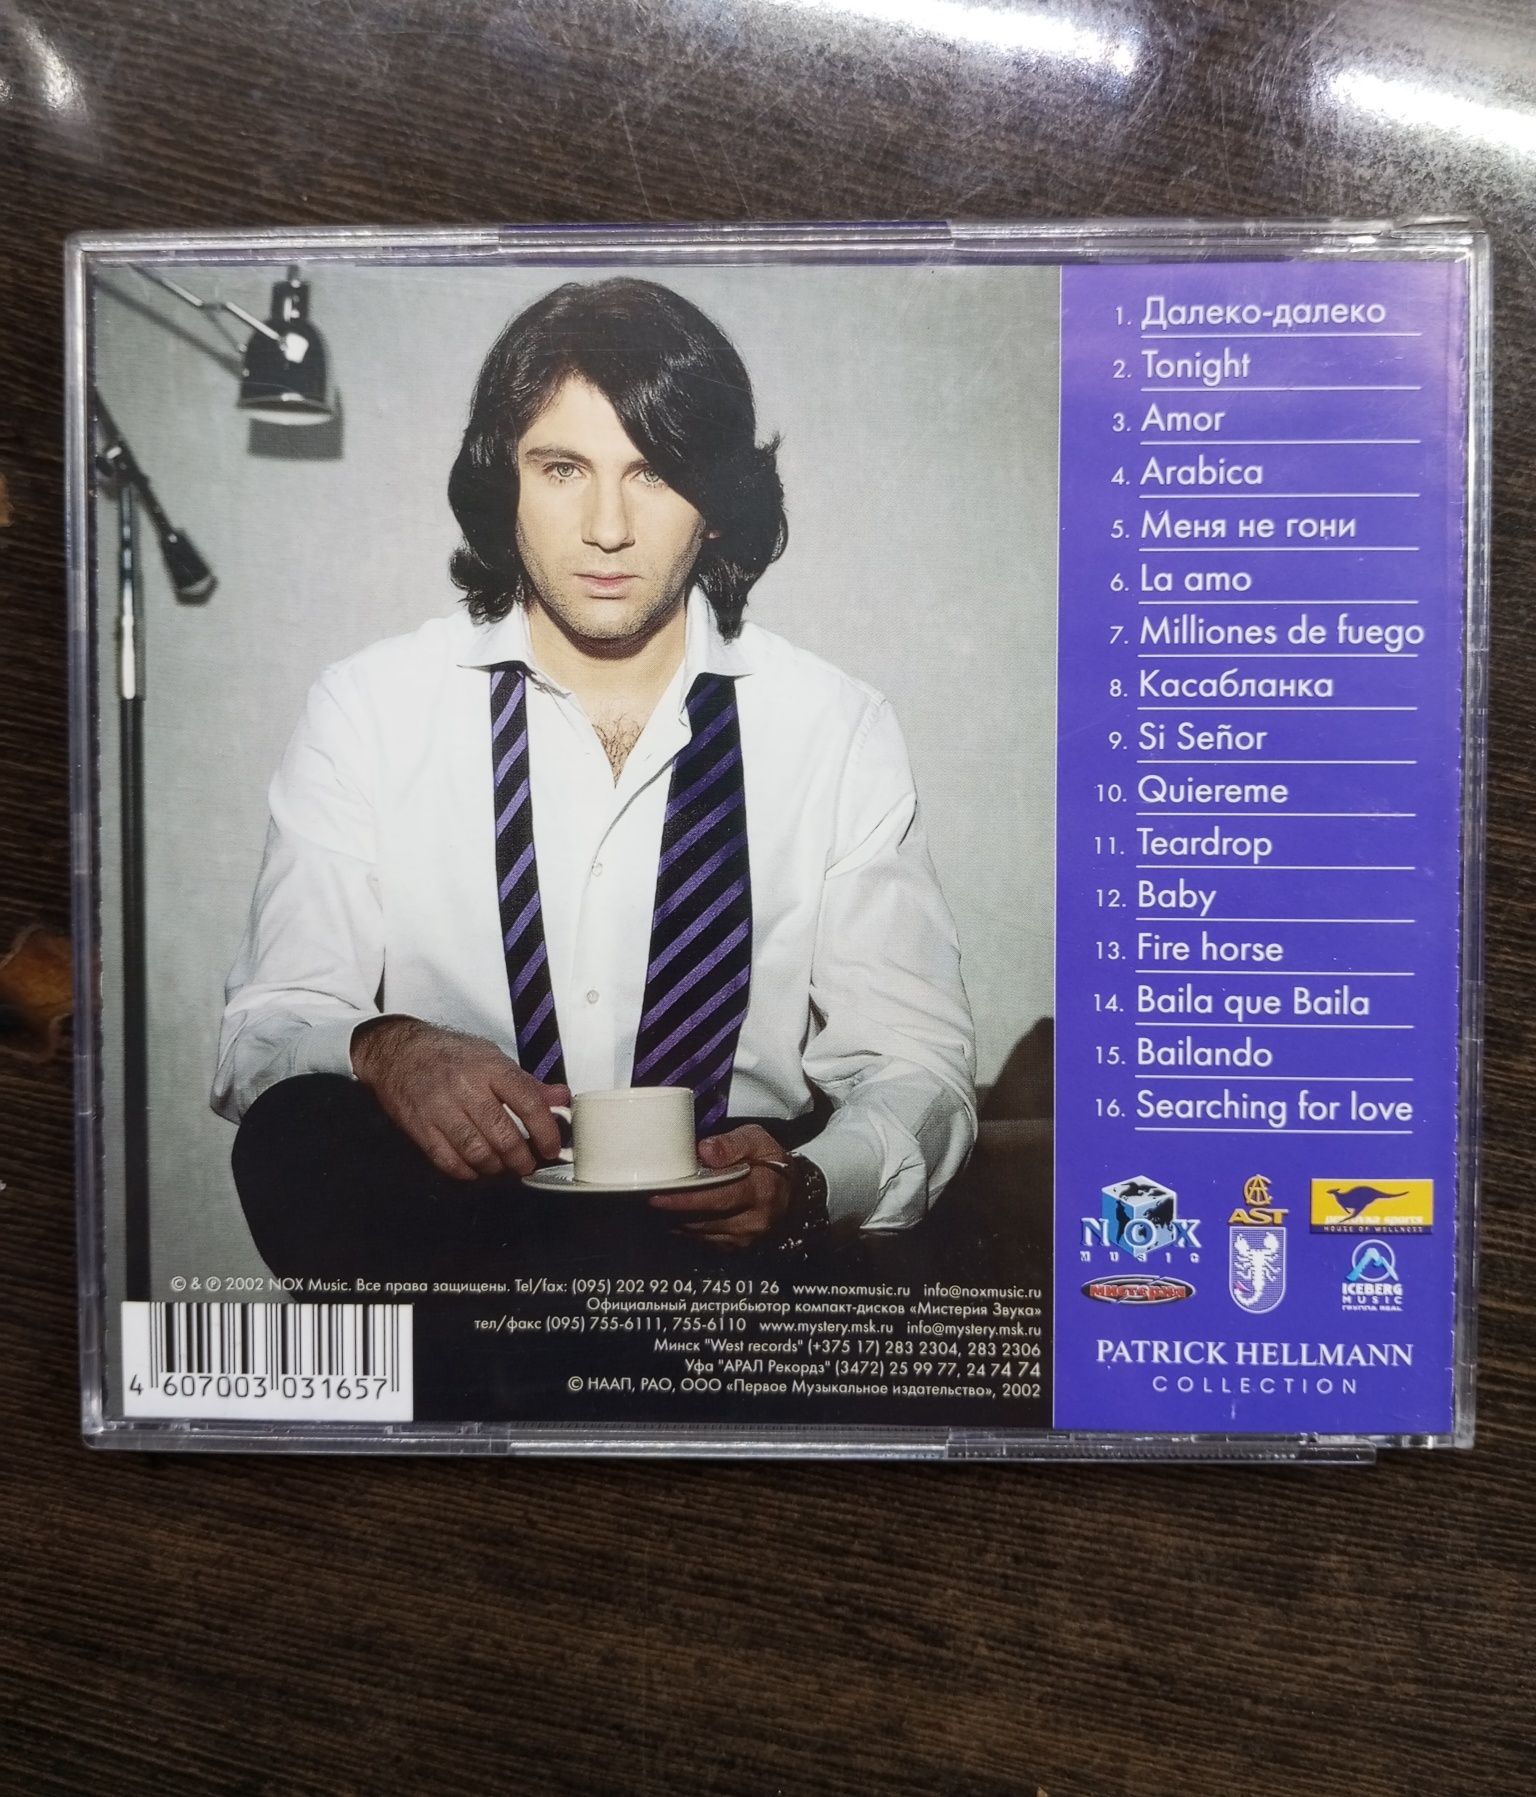 1. Далеко-далеко
2. Tonight
3. Amor
4. Arabica
5. Меня не гони
6. La amo
7. Milliones de fuego
8. Касабланка
9. Si Señor
10. Quiereme
11. Teardrop
12. Baby
13. Fire horse
14. Baila que Baila
15. Bailando
16. Searching for love
NOX
MUSIC
МИСТЕРИЯ
AST
HOUSE OF WELLNESS
ICEBERG
MUSIC
ГРУППА REAL
PATRICK HELLMANN
COLLECTION
© & ℗ 2002 NOX Music. Все права защищены. Tel/fax: (095) 202 92 04, 745 01 26 www.noxmusic.ru info@noxmusic.ru
Официальный дистрибьютор компакт-дисков «Мистерия Звука»
тел/факс (095) 755-6111, 755-6110 www.mystery.msk.ru info@mystery.msk.ru
Минск "West records" (+375 17) 283 2304, 283 2306
Уфа "АРАЛ Рекордз" (3472) 25 99 77, 24 74 74
© НААП, РАО, ООО «Первое Музыкальное издательство», 2002
4 607003 031657